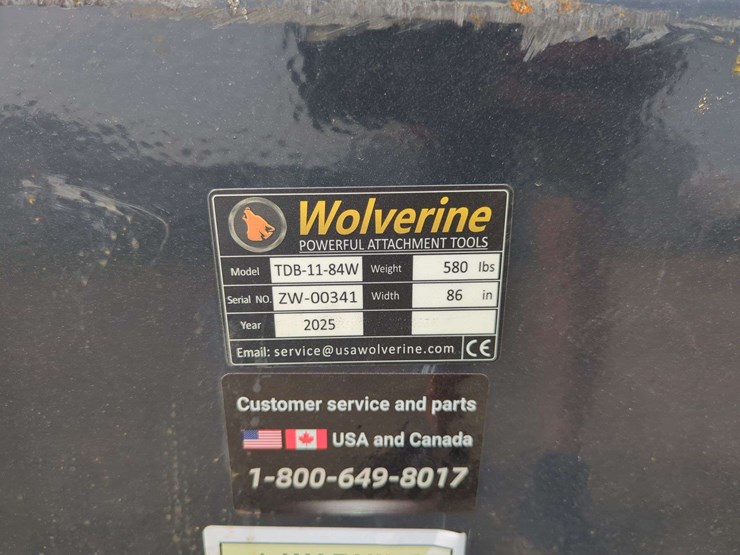 Wolverine
POWERFUL ATTACHMENT TOOLS
Model TDB-11-84W Weight 580 lbs
Serial NO. ZW-00341 Width 86 in
Year 2025
Email: service@usawolverine.com CE
Customer service and parts
USA and Canada
1-800-649-8017